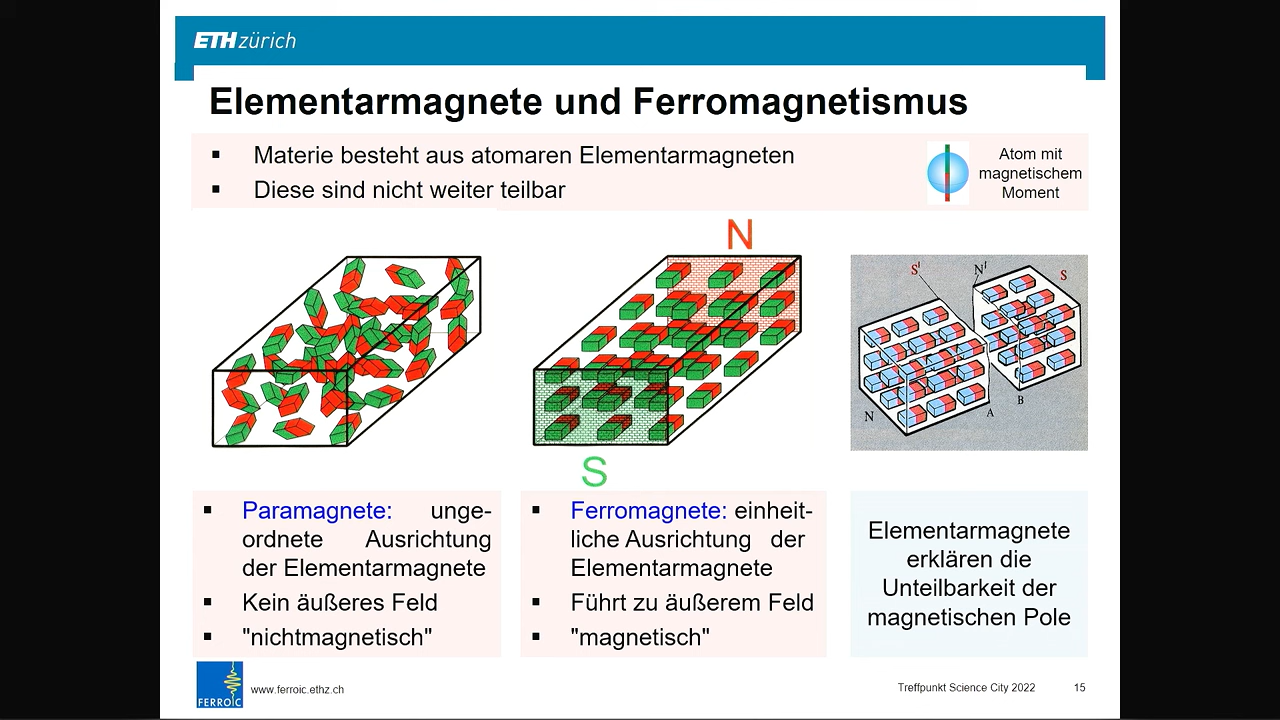 ETH zürich
Elementarmagnete und Ferromagnetismus
▪ Materie besteht aus atomaren Elementarmagneten
▪ Diese sind nicht weiter teilbar
Atom mit
magnetischem
Moment
N
S
S'
N'
S
N
A
B
▪ Paramagnete: unge-
ordnete Ausrichtung
der Elementarmagnete
▪ Kein äußeres Feld
▪ "nichtmagnetisch"
▪ Ferromagnete: einheit-
liche Ausrichtung der
Elementarmagnete
▪ Führt zu äußerem Feld
▪ "magnetisch"
Elementarmagnete
erklären die
Unteilbarkeit der
magnetischen Pole
FERROIC
www.ferroic.ethz.ch
Treffpunkt Science City 2022
15